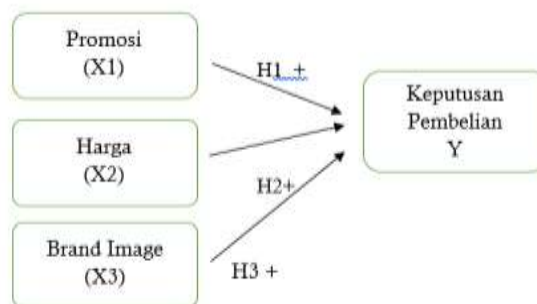 Promosi
(X1)
H1 +
Keputusan
Pembelian
Y
Harga
(X2)
H2+
Brand Image
(X3)
H3 +